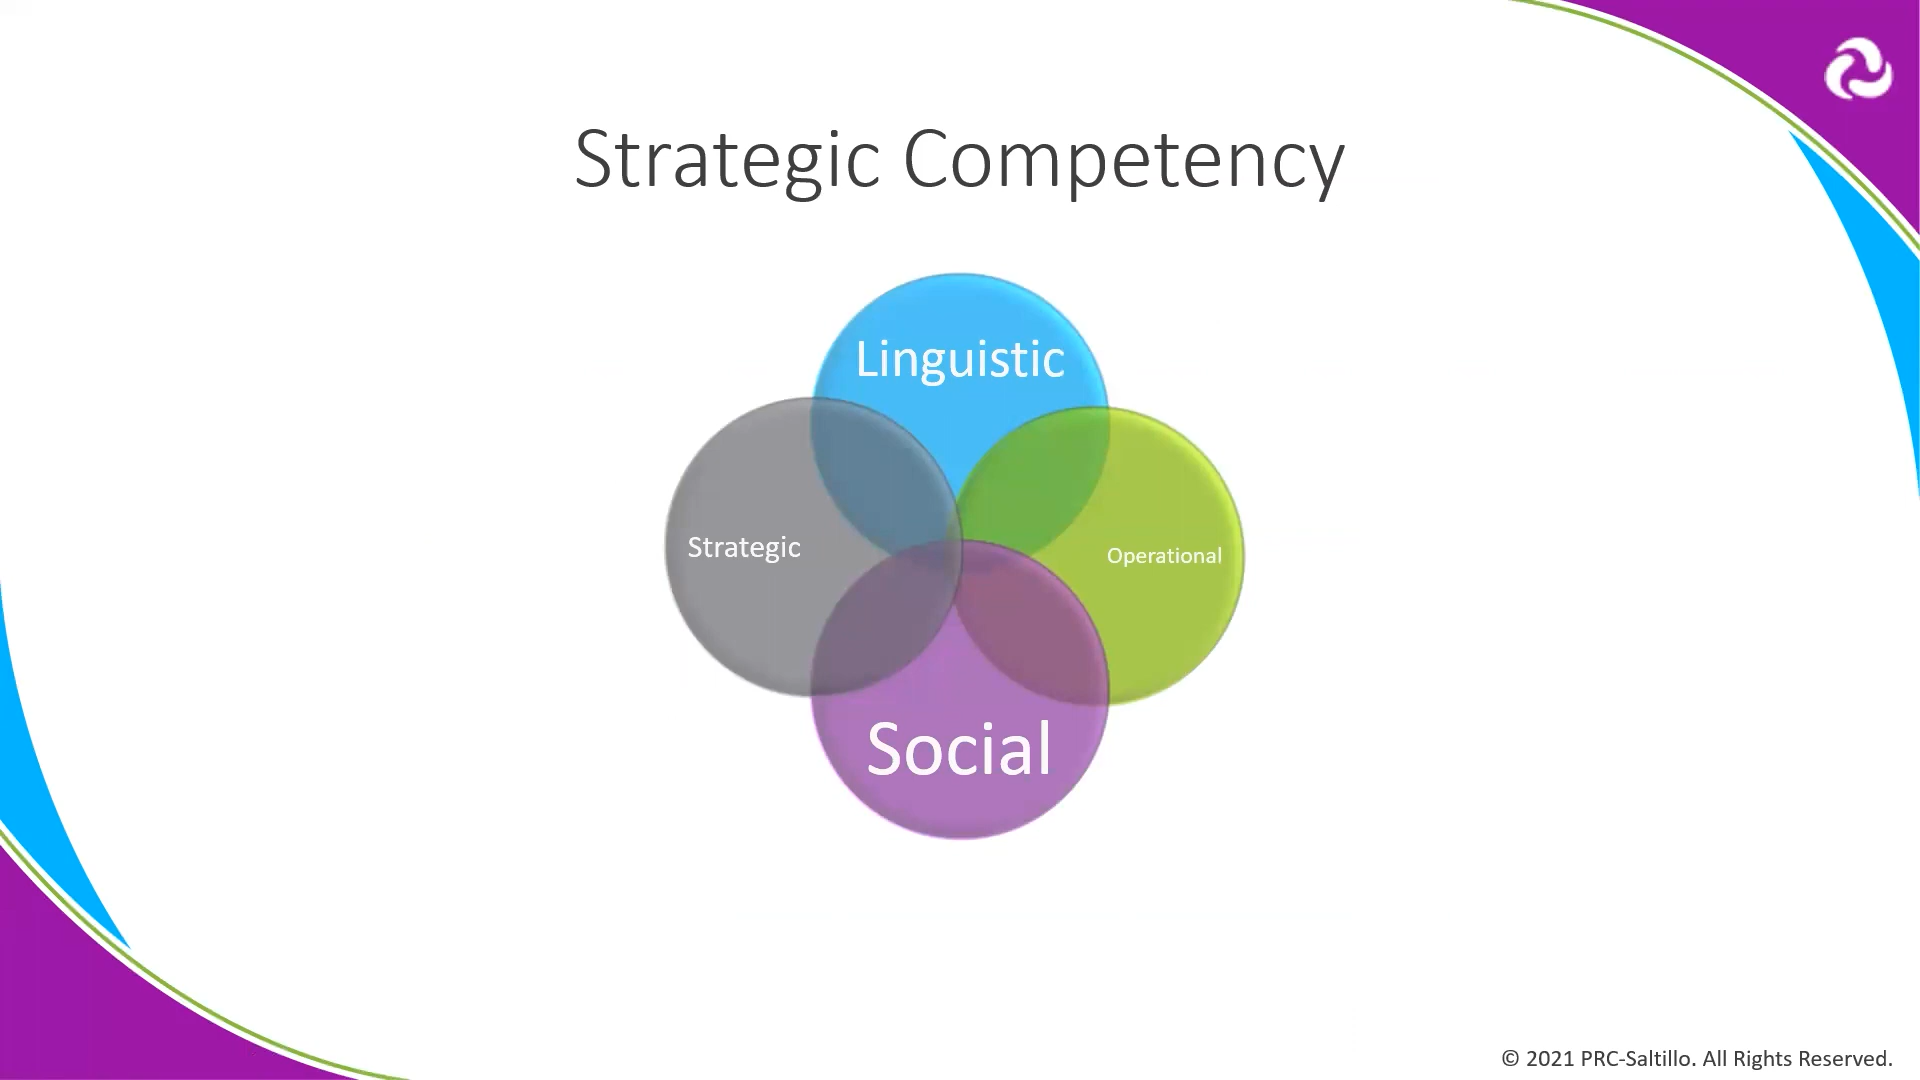 Strategic Competency
Linguistic
Strategic
Operational
Social
© 2021 PRC-Saltillo. All Rights Reserved.